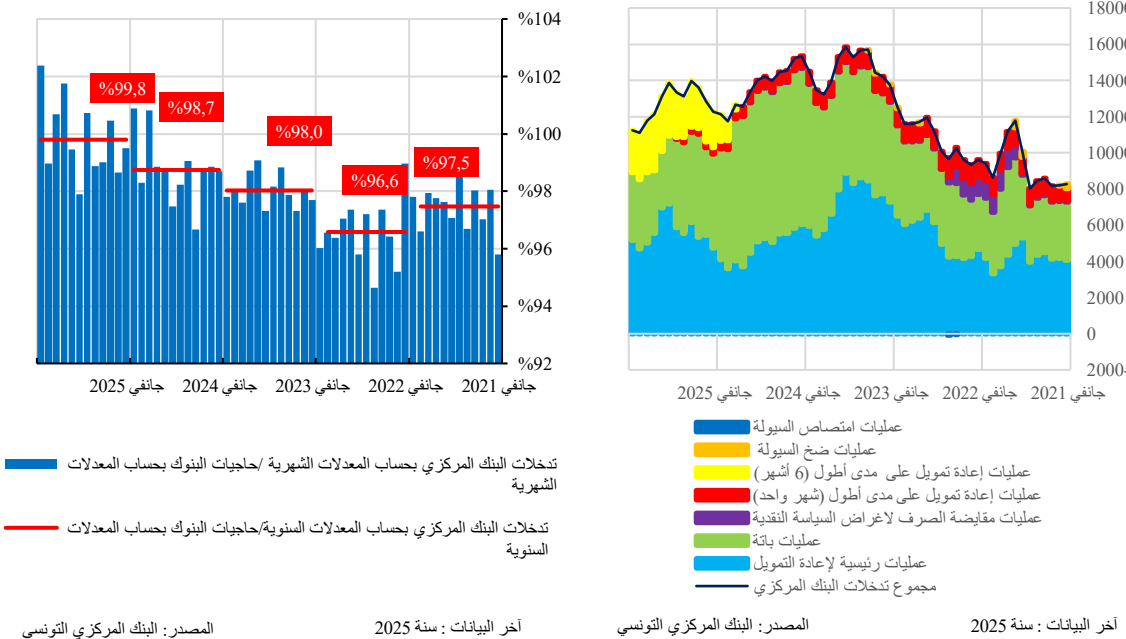 %104
%102
%100
%98
%96
%94
%92
%99,8
%98,7
%98,0
%96,6
%97,5
جانفي 2021
جانفي 2022
جانفي 2023
جانفي 2024
جانفي 2025
تدخلات البنك المركزي بحساب المعدلات الشهرية /حاجيات البنوك بحساب المعدلات
الشهرية
تدخلات البنك المركزي بحساب المعدلات السنوية/حاجيات البنوك بحساب المعدلات
السنوية
آخر البيانات : سنة 2025
المصدر: البنك المركزي التونسي
16000
14000
12000
10000
8000
6000
4000
2000
0
2000-
جانفي 2021
جانفي 2022
جانفي 2023
جانفي 2024
جانفي 2025
عمليات امتصاص السيولة
عمليات ضخ السيولة
عمليات إعادة تمويل على مدى أطول (6 أشهر)
عمليات إعادة تمويل على مدى أطول (شهر واحد)
عمليات مقايضة الصرف لاغراض السياسة النقدية
عمليات باتة
عمليات رئيسية لإعادة التمويل
مجموع تدخلات البنك المركزي
آخر البيانات : سنة 2025
المصدر: البنك المركزي التونسي